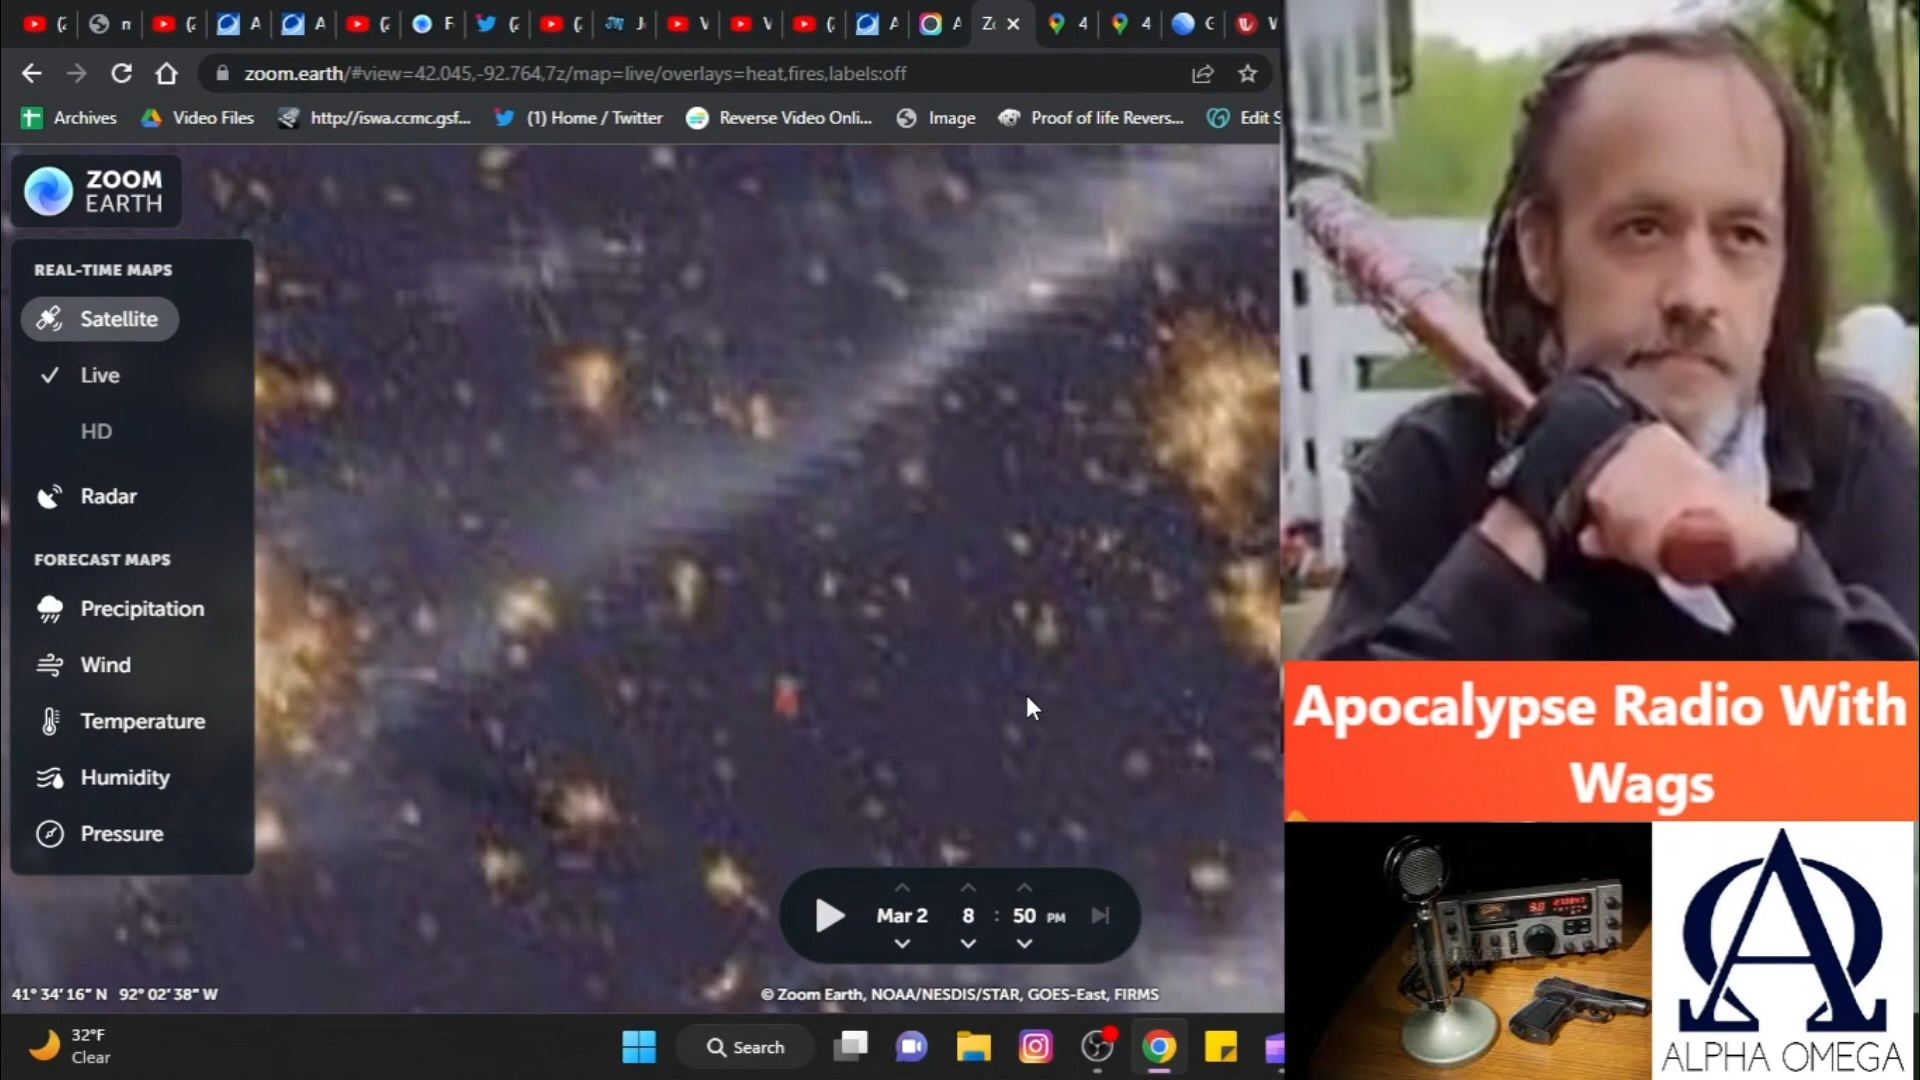 zoom.earth/#view=42.045,-92.764,7z/map=live/overlays=heat,fires,labels:off
Archives
Video Files
http://iswa.ccmc.gsf...
(1) Home / Twitter
Reverse Video Onli...
Image
Proof of life Revers...
Edit S
ZOOM
EARTH
REAL-TIME MAPS
Satellite
Live
HD
Radar
FORECAST MAPS
Precipitation
Wind
Temperature
Humidity
Pressure
Mar 2 8 : 50 PM
41° 34' 16" N 92° 02' 38" W
© Zoom Earth, NOAA/NESDIS/STAR, GOES-East, FIRMS
32°F
Clear
Search
Apocalypse Radio With
Wags
ALPHA OMEGA